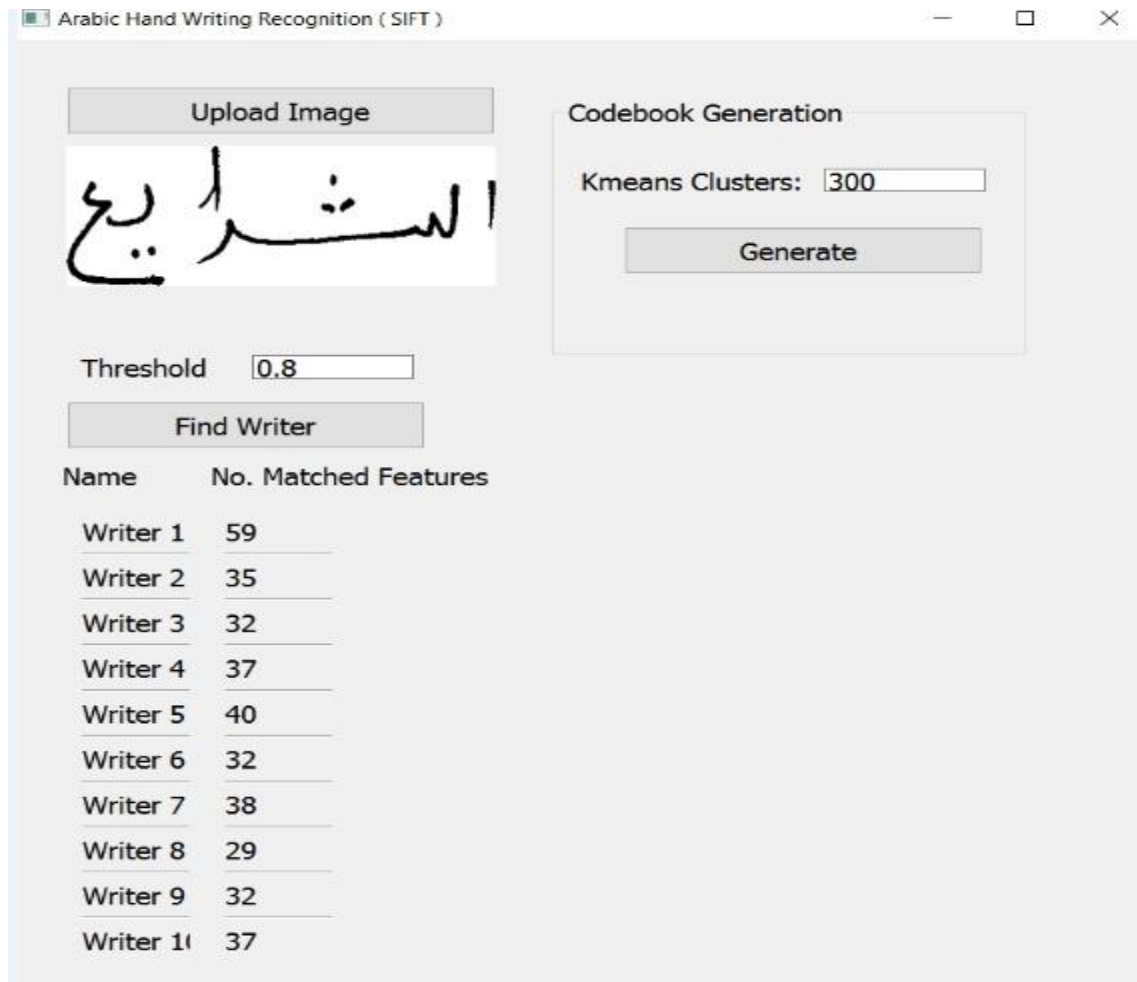 Arabic Hand Writing Recognition ( SIFT )
Upload Image
الشرايع
Threshold 0.8
Find Writer
Name No. Matched Features
Writer 1 59
Writer 2 35
Writer 3 32
Writer 4 37
Writer 5 40
Writer 6 32
Writer 7 38
Writer 8 29
Writer 9 32
Writer 10 37
Codebook Generation
Kmeans Clusters: 300
Generate